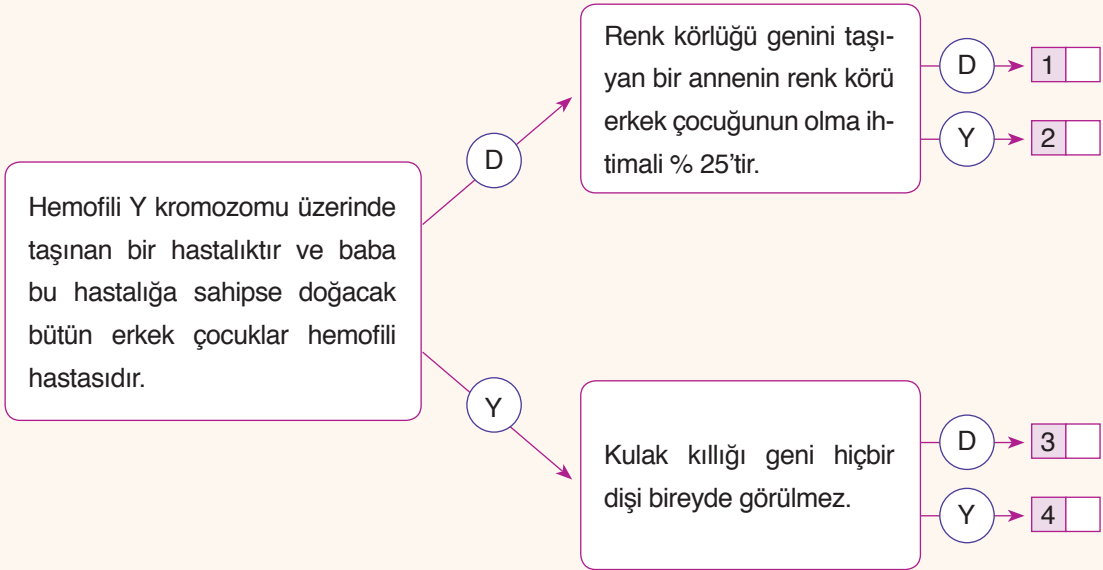 Hemofili Y kromozomu üzerinde
taşınan bir hastalıktır ve baba
bu hastalığa sahipse doğacak
bütün erkek çocuklar hemofili
hastasıdır.
D
Renk körlüğü genini taşı-
yan bir annenin renk körü
erkek çocuğunun olma ih-
timali % 25’tir.
D
1
Y
2
Y
Kulak kıllığı geni hiçbir
dişi bireyde görülmez.
D
3
Y
4